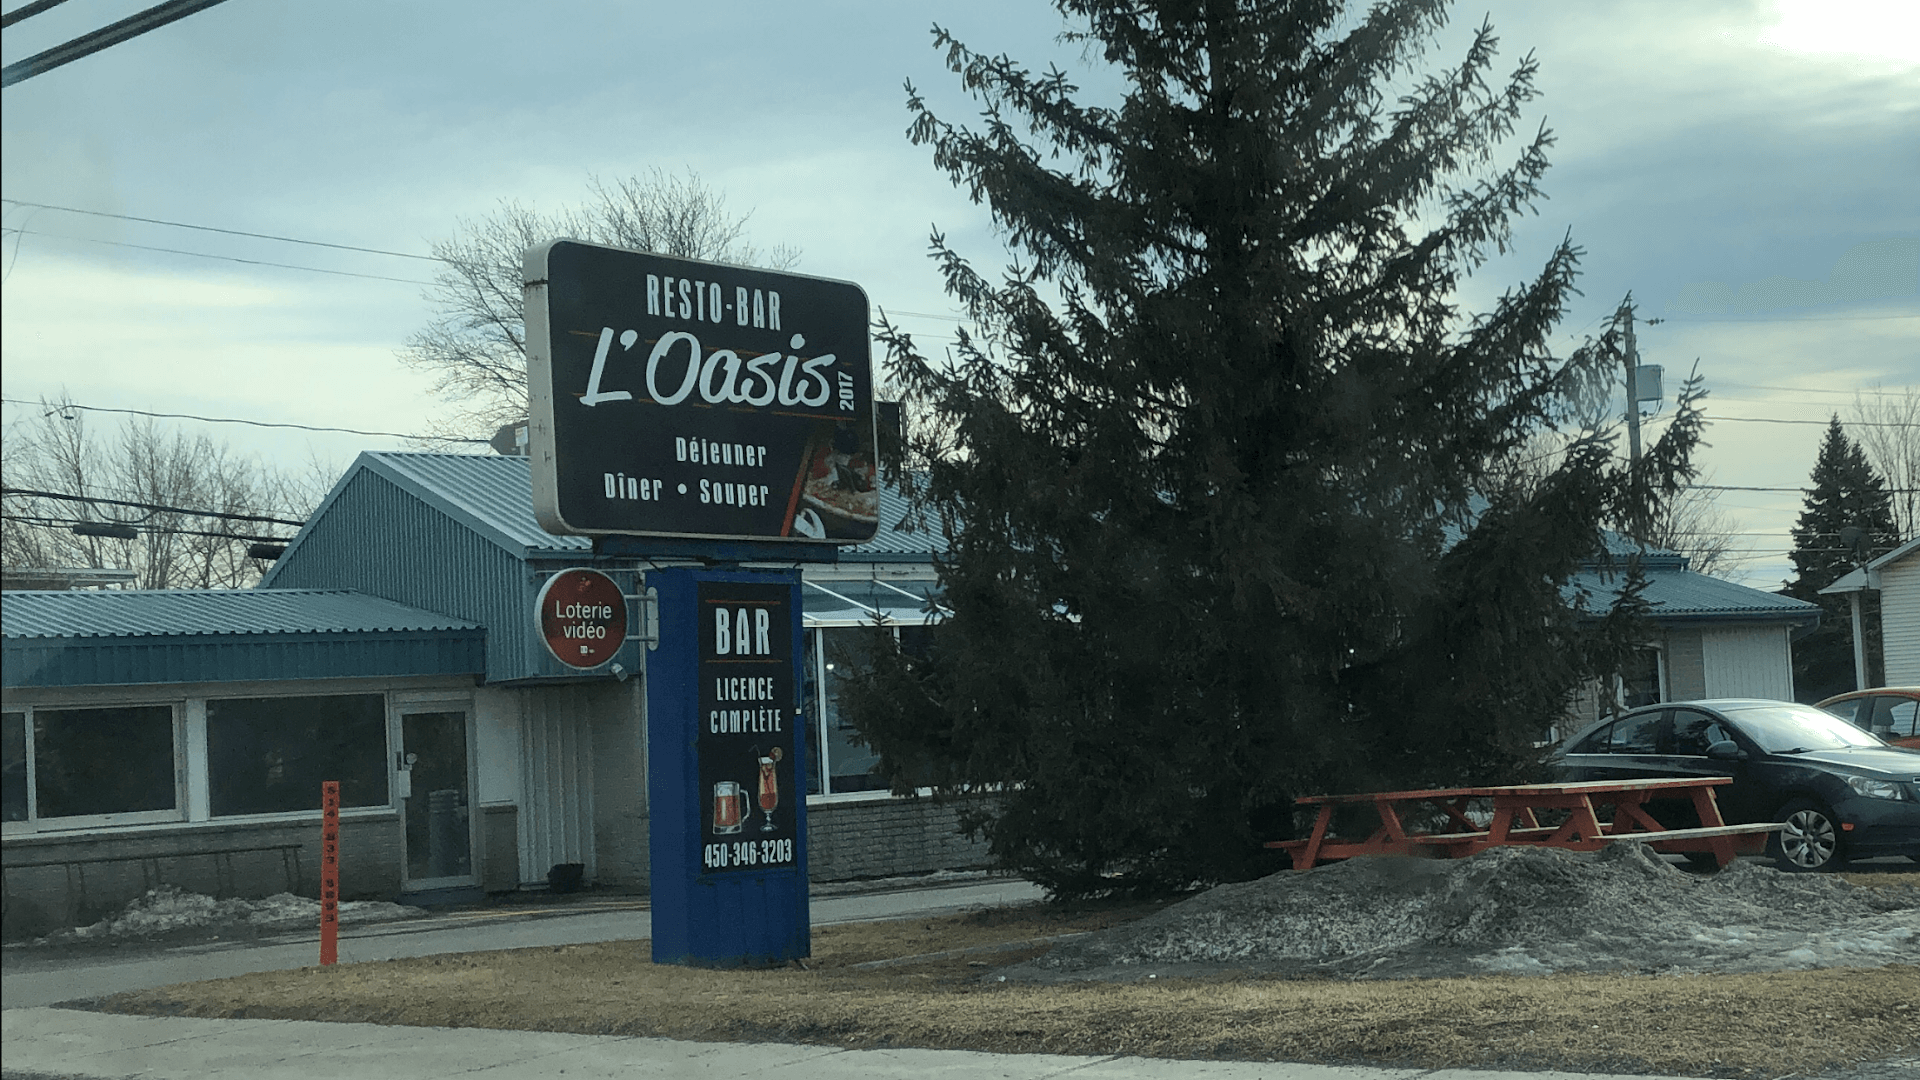 RESTO-BAR
L'Oasis
2017
Déjeuner
Dîner • Souper
Loterie
vidéo
BAR
LICENCE
COMPLÈTE
450-346-3203